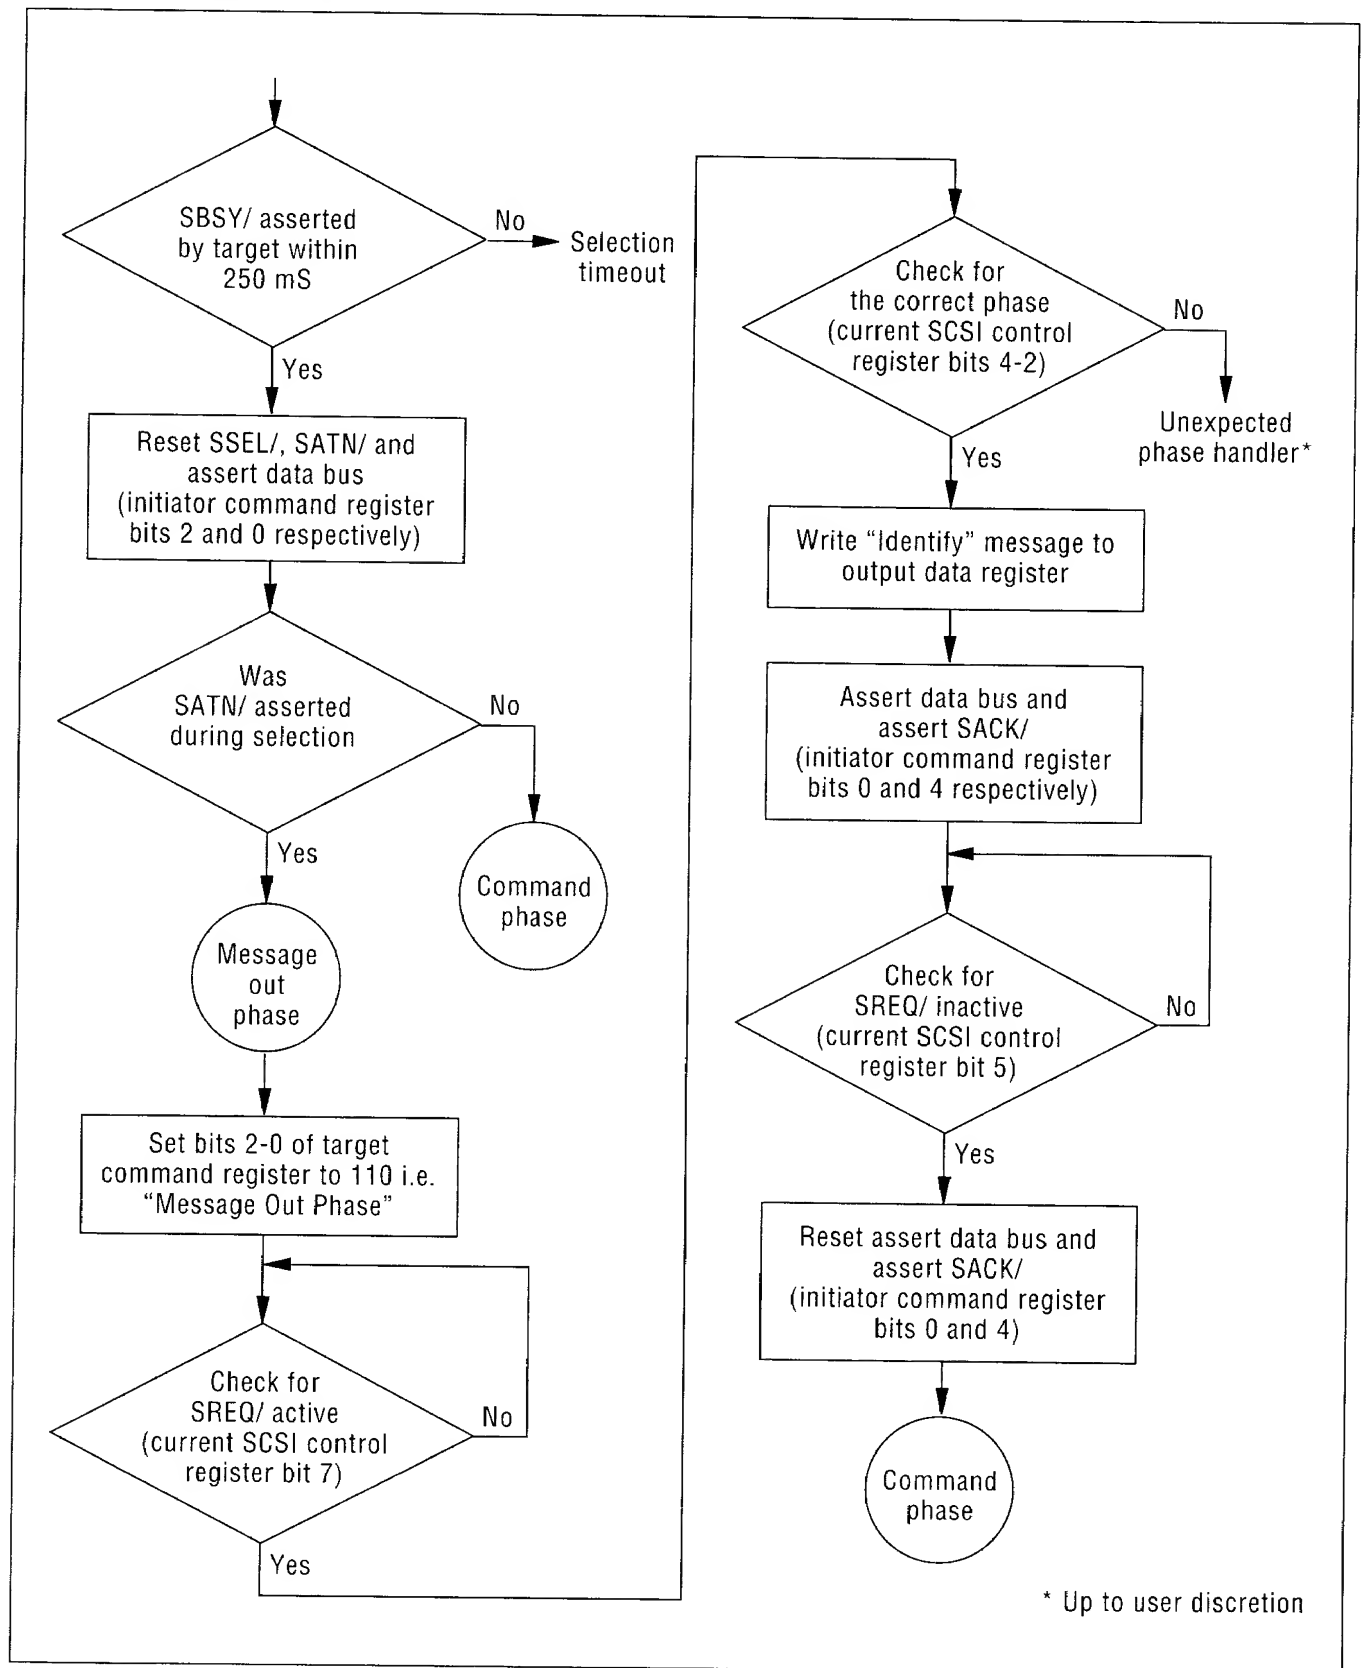 SBSY/ asserted
by target within
250 mS
No
Selection
timeout
Yes
Reset SSEL/, SATN/ and
assert data bus
(initiator command register
bits 2 and 0 respectively)
Was
SATN/ asserted
during selection
No
Command
phase
Yes
Message
out
phase
Set bits 2-0 of target
command register to 110 i.e.
“Message Out Phase”
Check for
SREQ/ active
(current SCSI control
register bit 7)
No
Yes
Check for
the correct phase
(current SCSI control
register bits 4-2)
No
Unexpected
phase handler*
Yes
Write “Identify” message to
output data register
Assert data bus and
assert SACK/
(initiator command register
bits 0 and 4 respectively)
Check for
SREQ/ inactive
(current SCSI control
register bit 5)
No
Yes
Reset assert data bus and
assert SACK/
(initiator command register
bits 0 and 4)
Command
phase
* Up to user discretion